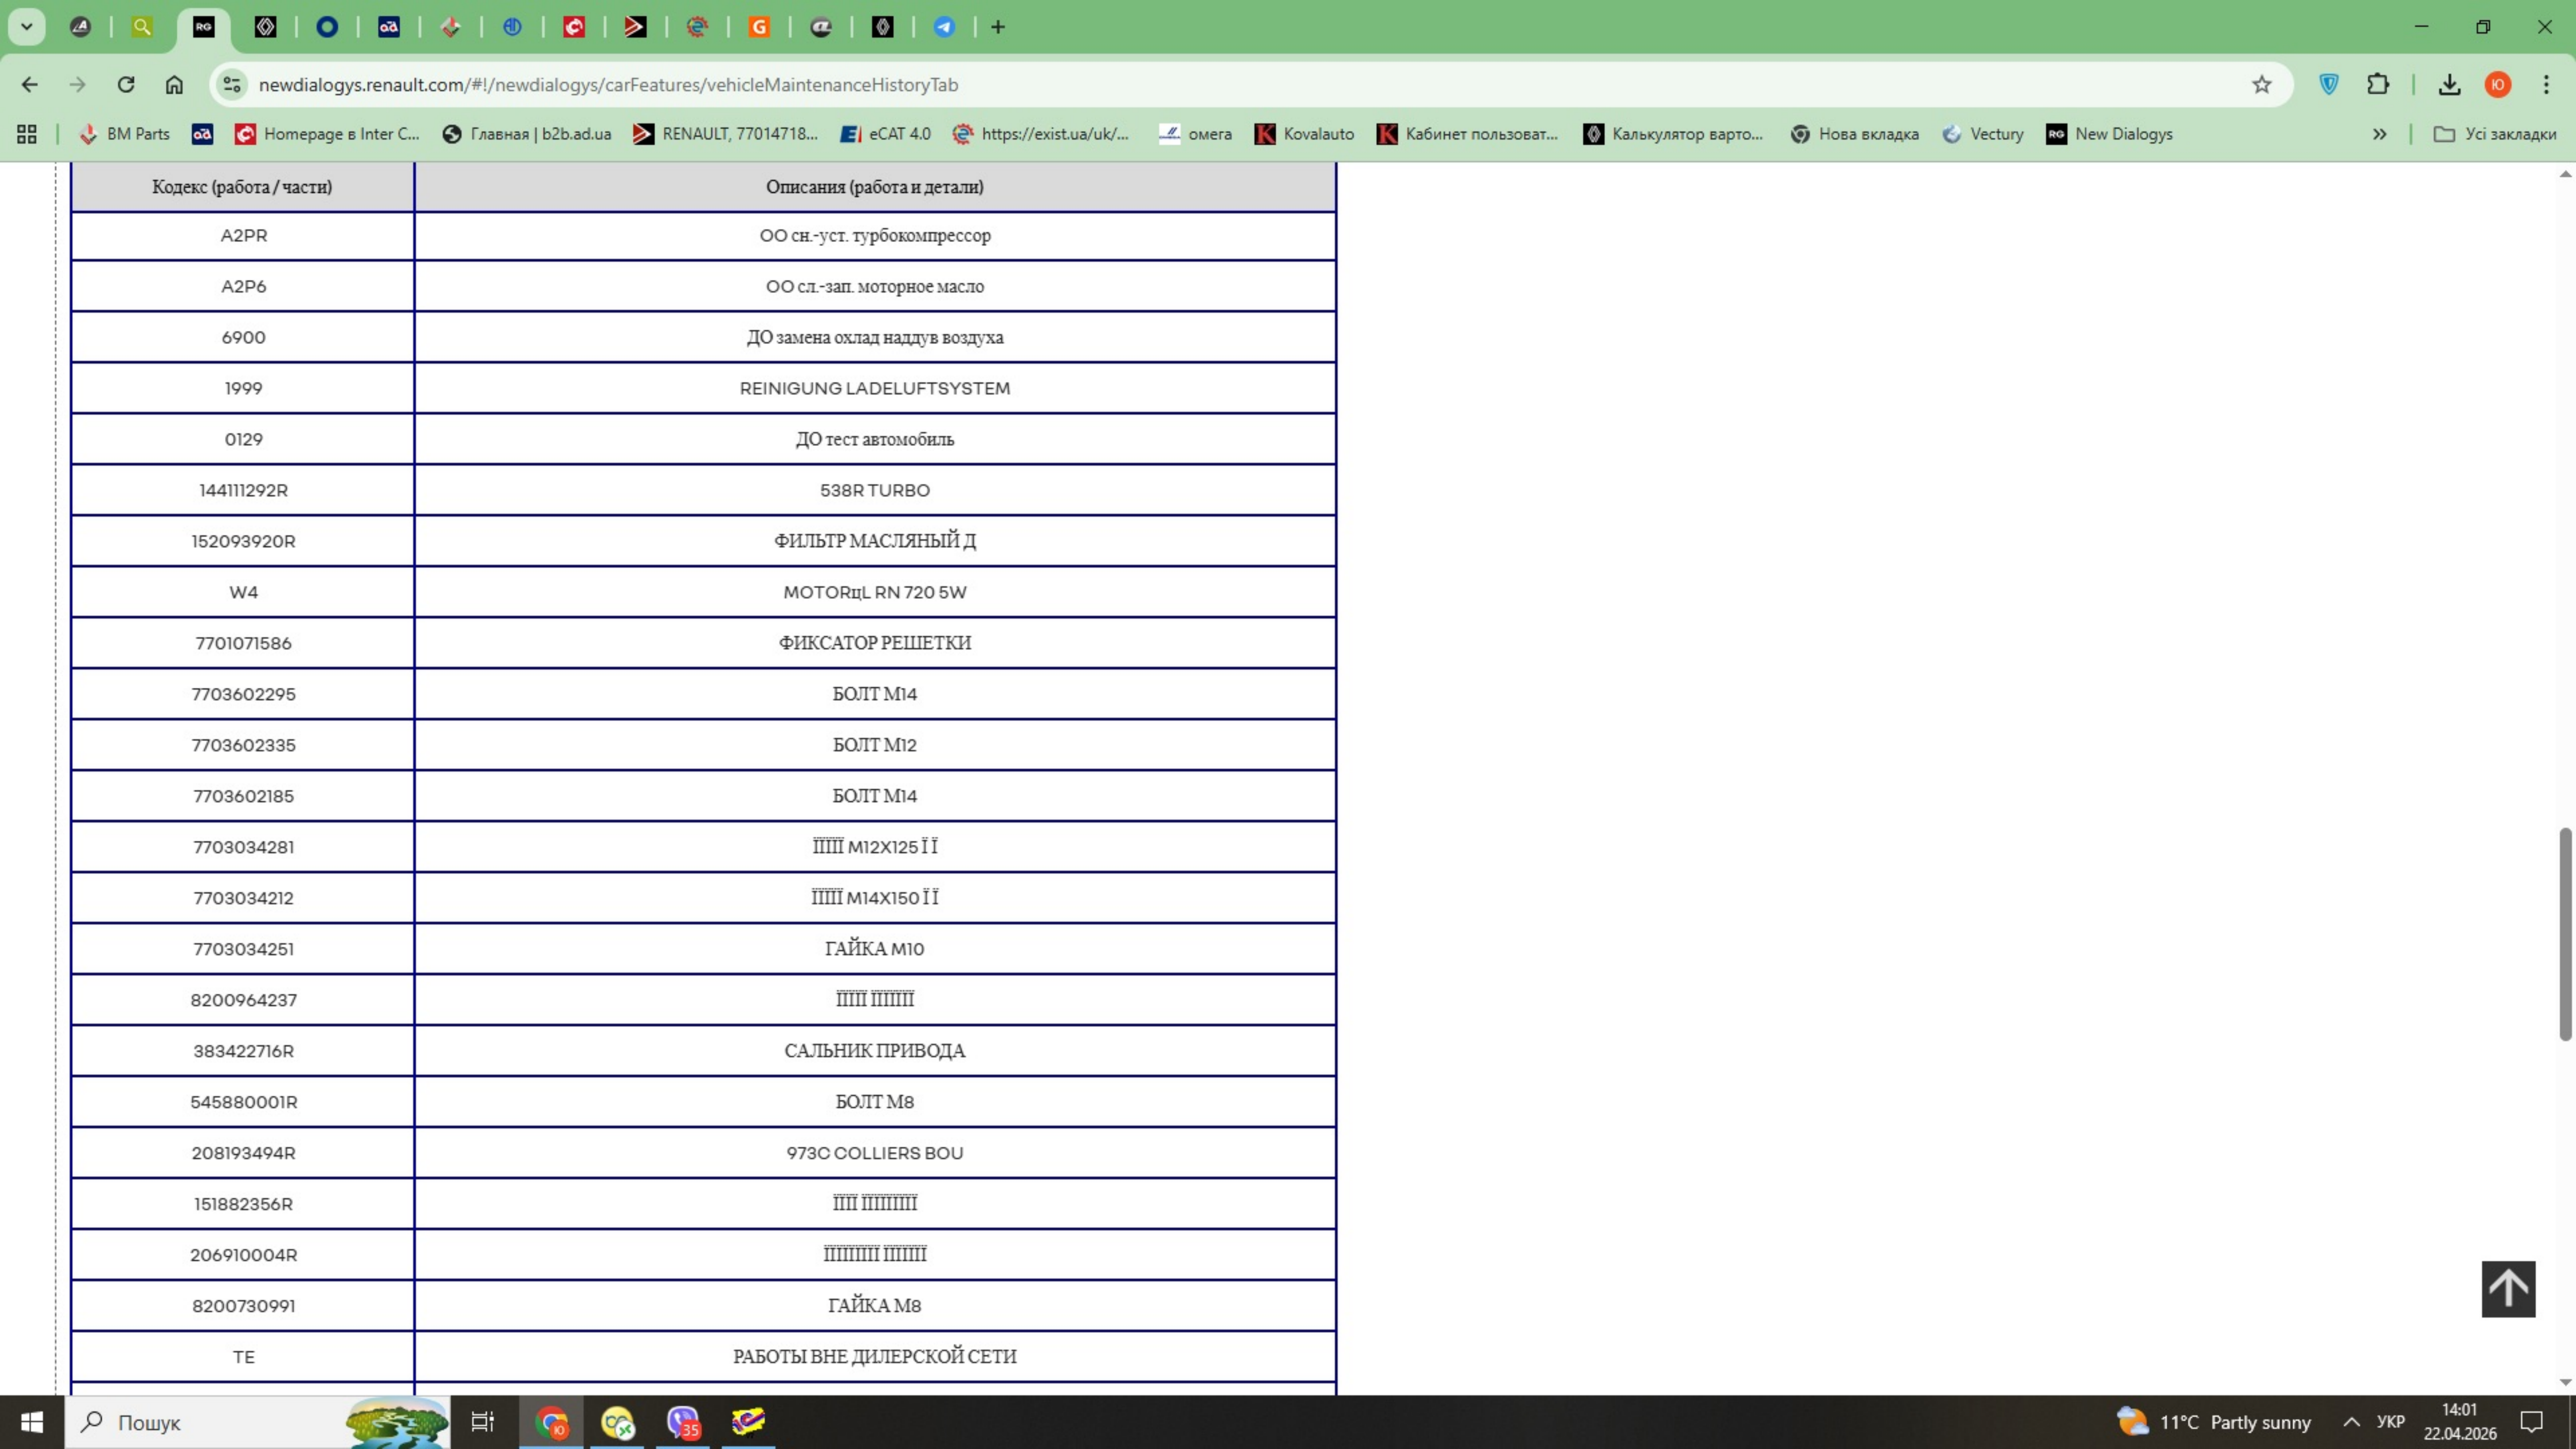 newdialogys.renault.com/#!/newdialogys/carFeatures/vehicleMaintenanceHistoryTab
BM Parts
Homepage в Inter C...
Главная | b2b.ad.ua
RENAULT, 77014718...
eCAT 4.0
https://exist.ua/uk/...
омега
Kovalauto
Кабинет пользоват...
Калькулятор варто...
Нова вкладка
Vectury
New Dialogys
Усі закладки
Кодекс (работа / части) Описания (работа и детали)
A2PR ОО сн.-уст. турбокомпрессор
A2P6 ОО сл.-зап. моторное масло
6900 ДО замена охлад наддув воздуха
1999 REINIGUNG LADELUFTSYSTEM
0129 ДО тест автомобиль
144111292R 538R TURBO
152093920R ФИЛЬТР МАСЛЯНЫЙ Д
W4 MOTORцL RN 720 5W
7701071586 ФИКСАТОР РЕШЕТКИ
7703602295 БОЛТ М14
7703602335 БОЛТ М12
7703602185 БОЛТ М14
7703034281 M12X125 Ï Ï
7703034212 M14X150 Ï Ï
7703034251 ГАЙКА М10
8200964237
383422716R САЛЬНИК ПРИВОДА
545880001R БОЛТ М8
208193494R 973C COLLIERS BOU
151882356R
206910004R
8200730991 ГАЙКА М8
TE РАБОТЫ ВНЕ ДИЛЕРСКОЙ СЕТИ
Пошук
35
11°C Partly sunny
УКР
14:01
22.04.2026